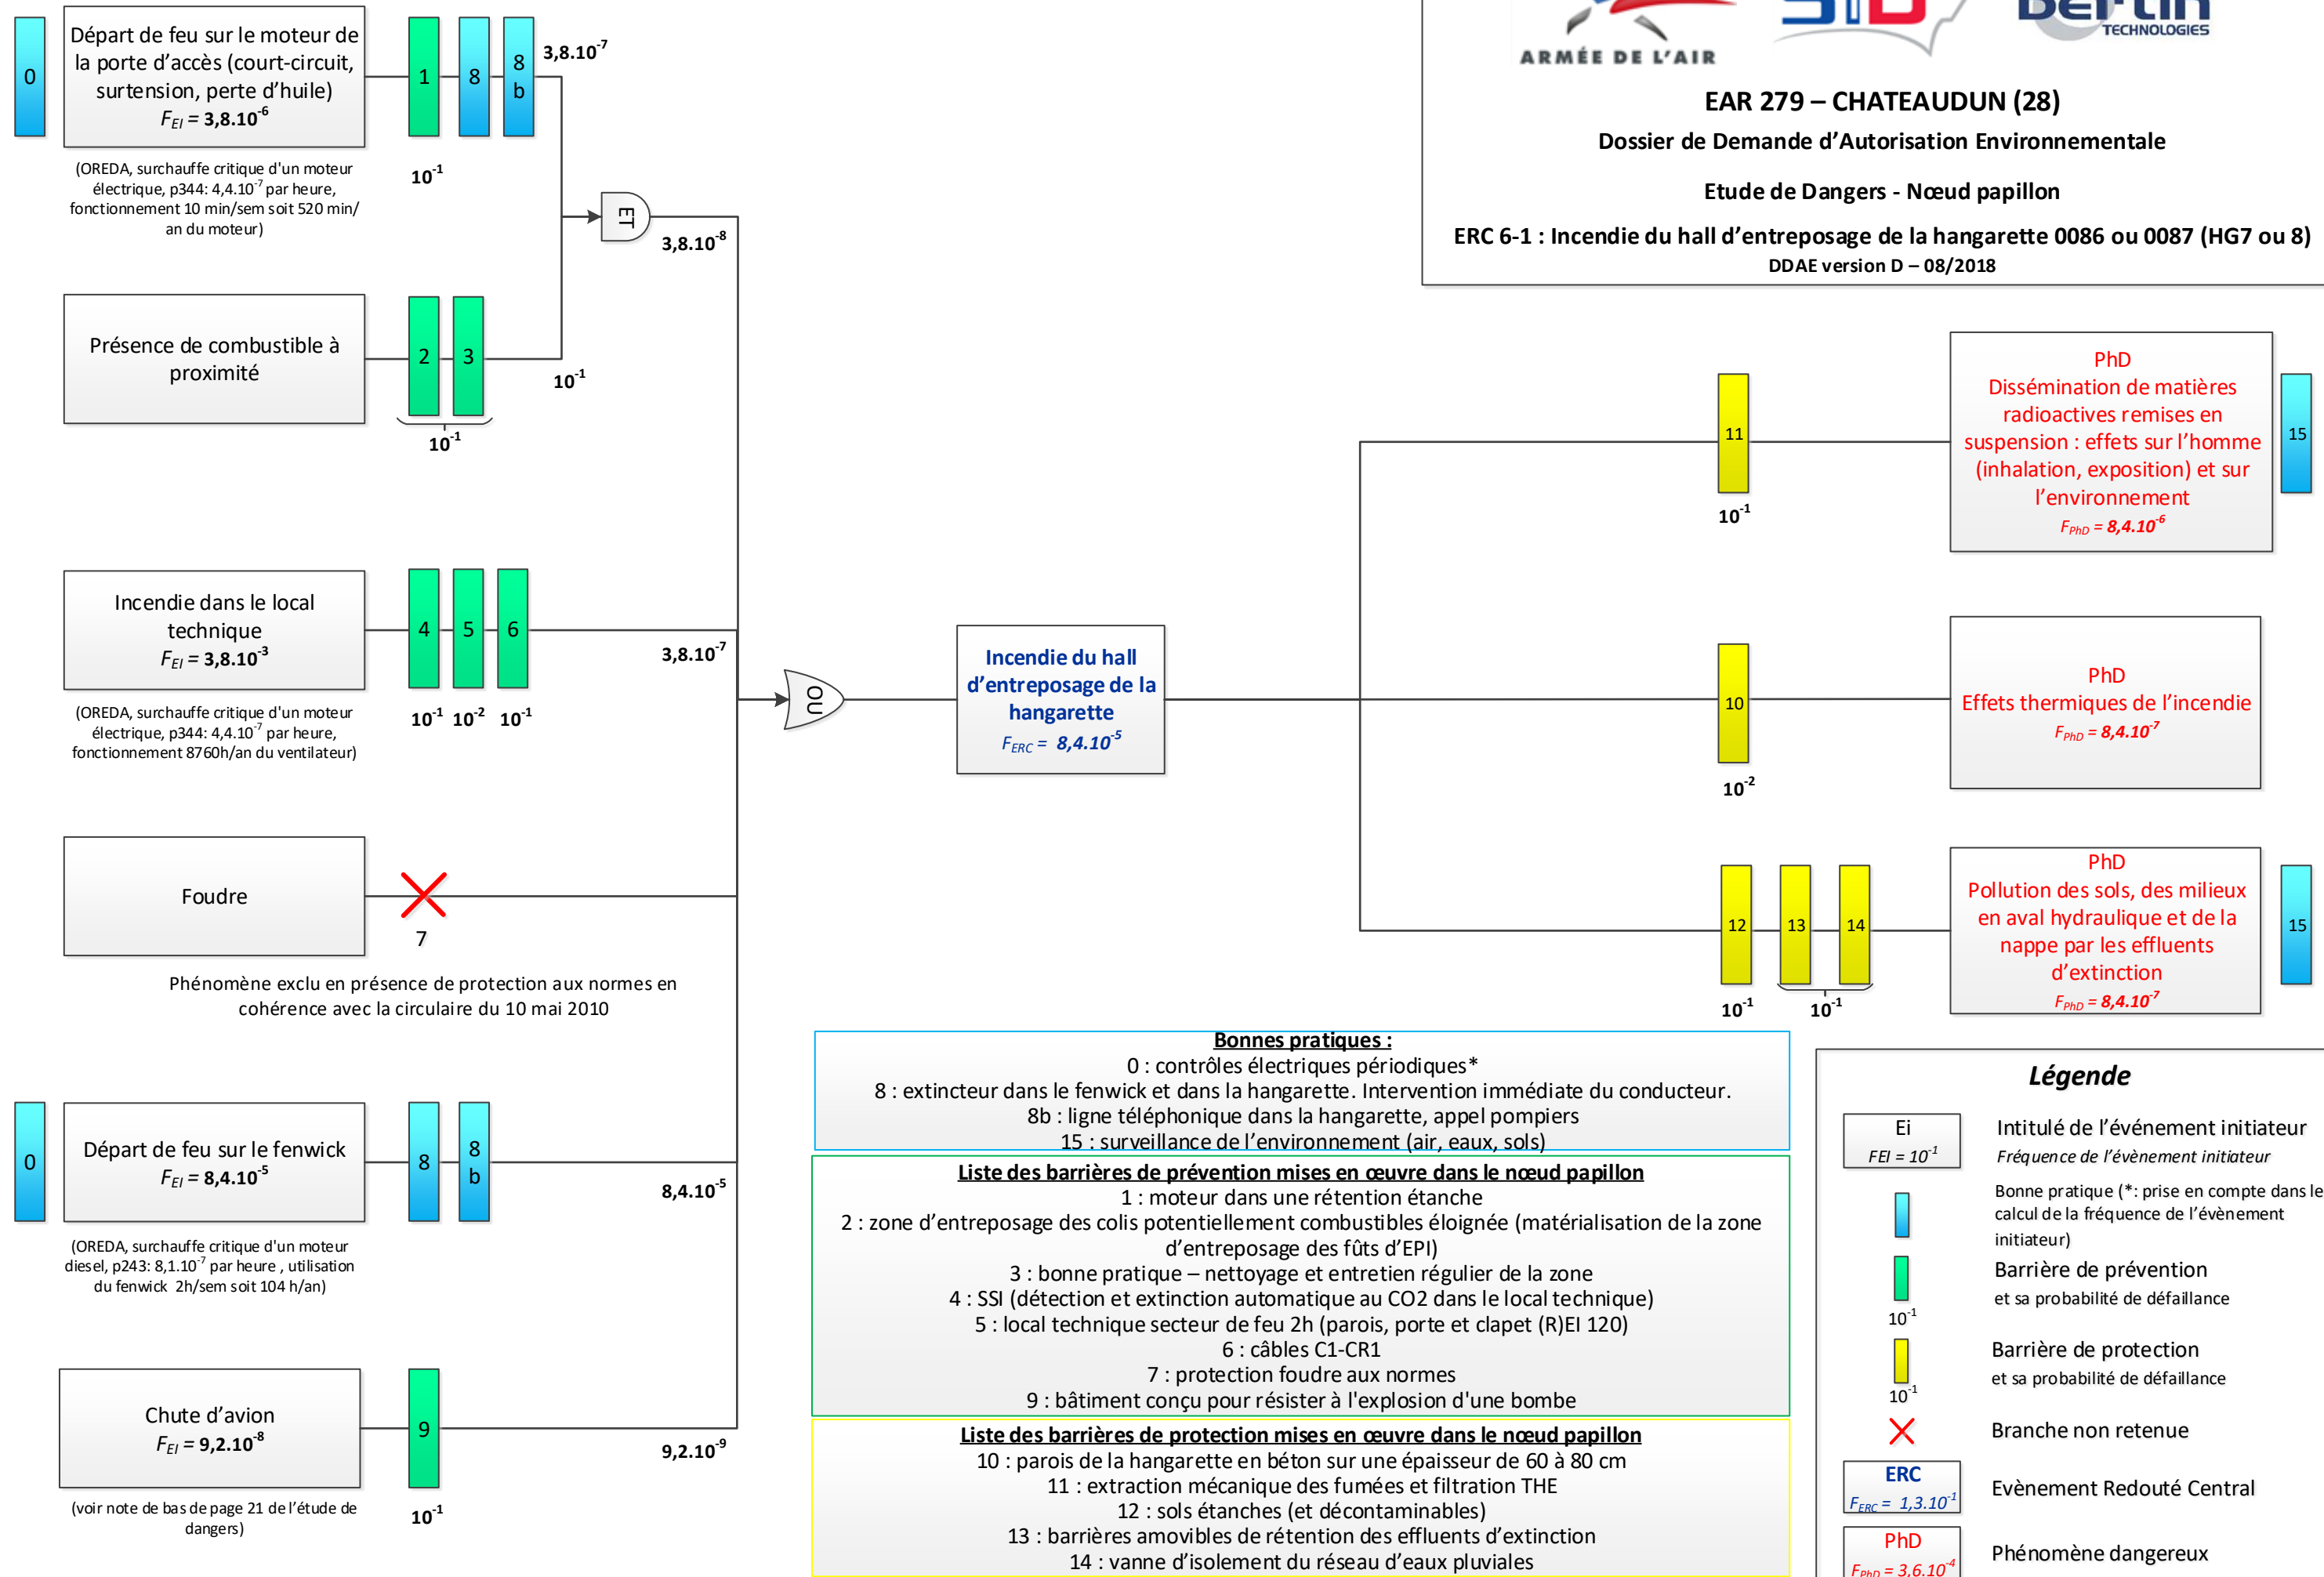 ARMÉE DE L'AIR
TECHNOLOGIES
EAR 279 – CHATEAUDUN (28)
Dossier de Demande d'Autorisation Environnementale
Etude de Dangers - Nœud papillon
ERC 6-1 : Incendie du hall d'entreposage de la hangarette 0086 ou 0087 (HG7 ou 8)
DDAE version D – 08/2018
0
Départ de feu sur le moteur de
la porte d'accès (court-circuit,
surtension, perte d'huile)
F_EI = 3,8.10^-6
1
8
8
b
3,8.10^-7
(OREDA, surchauffe critique d'un moteur
électrique, p344: 4,4.10^-7 par heure,
fonctionnement 10 min/sem soit 520 min/
an du moteur)
10^-1
ET
3,8.10^-8
Présence de combustible à
proximité
2
3
10^-1
10^-1
Incendie dans le local
technique
F_EI = 3,8.10^-3
4
5
6
3,8.10^-7
(OREDA, surchauffe critique d'un moteur
électrique, p344: 4,4.10^-7 par heure,
fonctionnement 8760h/an du ventilateur)
10^-1 10^-2 10^-1
OU
Foudre
7
Phénomène exclu en présence de protection aux normes en
cohérence avec la circulaire du 10 mai 2010
0
Départ de feu sur le fenwick
F_EI = 8,4.10^-5
8
8
b
8,4.10^-5
(OREDA, surchauffe critique d'un moteur
diesel, p243: 8,1.10^-7 par heure , utilisation
du fenwick 2h/sem soit 104 h/an)
Chute d'avion
F_EI = 9,2.10^-8
9
9,2.10^-9
(voir note de bas de page 21 de l'étude de
dangers)
10^-1
Incendie du hall
d'entreposage de la
hangarette
F_ERC = 8,4.10^-5
11
10^-1
PhD
Dissémination de matières
radioactives remises en
suspension : effets sur l'homme
(inhalation, exposition) et sur
l'environnement
F_PhD = 8,4.10^-6
15
10
10^-2
PhD
Effets thermiques de l'incendie
F_PhD = 8,4.10^-7
12
13
14
10^-1
10^-1
PhD
Pollution des sols, des milieux
en aval hydraulique et de la
nappe par les effluents
d'extinction
F_PhD = 8,4.10^-7
15
Bonnes pratiques :
0 : contrôles électriques périodiques*
8 : extincteur dans le fenwick et dans la hangarette. Intervention immédiate du conducteur.
8b : ligne téléphonique dans la hangarette, appel pompiers
15 : surveillance de l'environnement (air, eaux, sols)
Liste des barrières de prévention mises en œuvre dans le nœud papillon
1 : moteur dans une rétention étanche
2 : zone d'entreposage des colis potentiellement combustibles éloignée (matérialisation de la zone
d'entreposage des fûts d'EPI)
3 : bonne pratique – nettoyage et entretien régulier de la zone
4 : SSI (détection et extinction automatique au CO2 dans le local technique)
5 : local technique secteur de feu 2h (parois, porte et clapet (R)EI 120)
6 : câbles C1-CR1
7 : protection foudre aux normes
9 : bâtiment conçu pour résister à l'explosion d'une bombe
Liste des barrières de protection mises en œuvre dans le nœud papillon
10 : parois de la hangarette en béton sur une épaisseur de 60 à 80 cm
11 : extraction mécanique des fumées et filtration THE
12 : sols étanches (et décontaminables)
13 : barrières amovibles de rétention des effluents d'extinction
14 : vanne d'isolement du réseau d'eaux pluviales
Légende
Ei
FEI = 10^-1
Intitulé de l'événement initiateur
Fréquence de l'évènement initiateur
Bonne pratique (*: prise en compte dans le
calcul de la fréquence de l'évènement
initiateur)
Barrière de prévention
et sa probabilité de défaillance
10^-1
Barrière de protection
et sa probabilité de défaillance
10^-1
Branche non retenue
ERC
F_ERC = 1,3.10^-1
Evènement Redouté Central
PhD
F_PhD = 3,6.10^-4
Phénomène dangereux